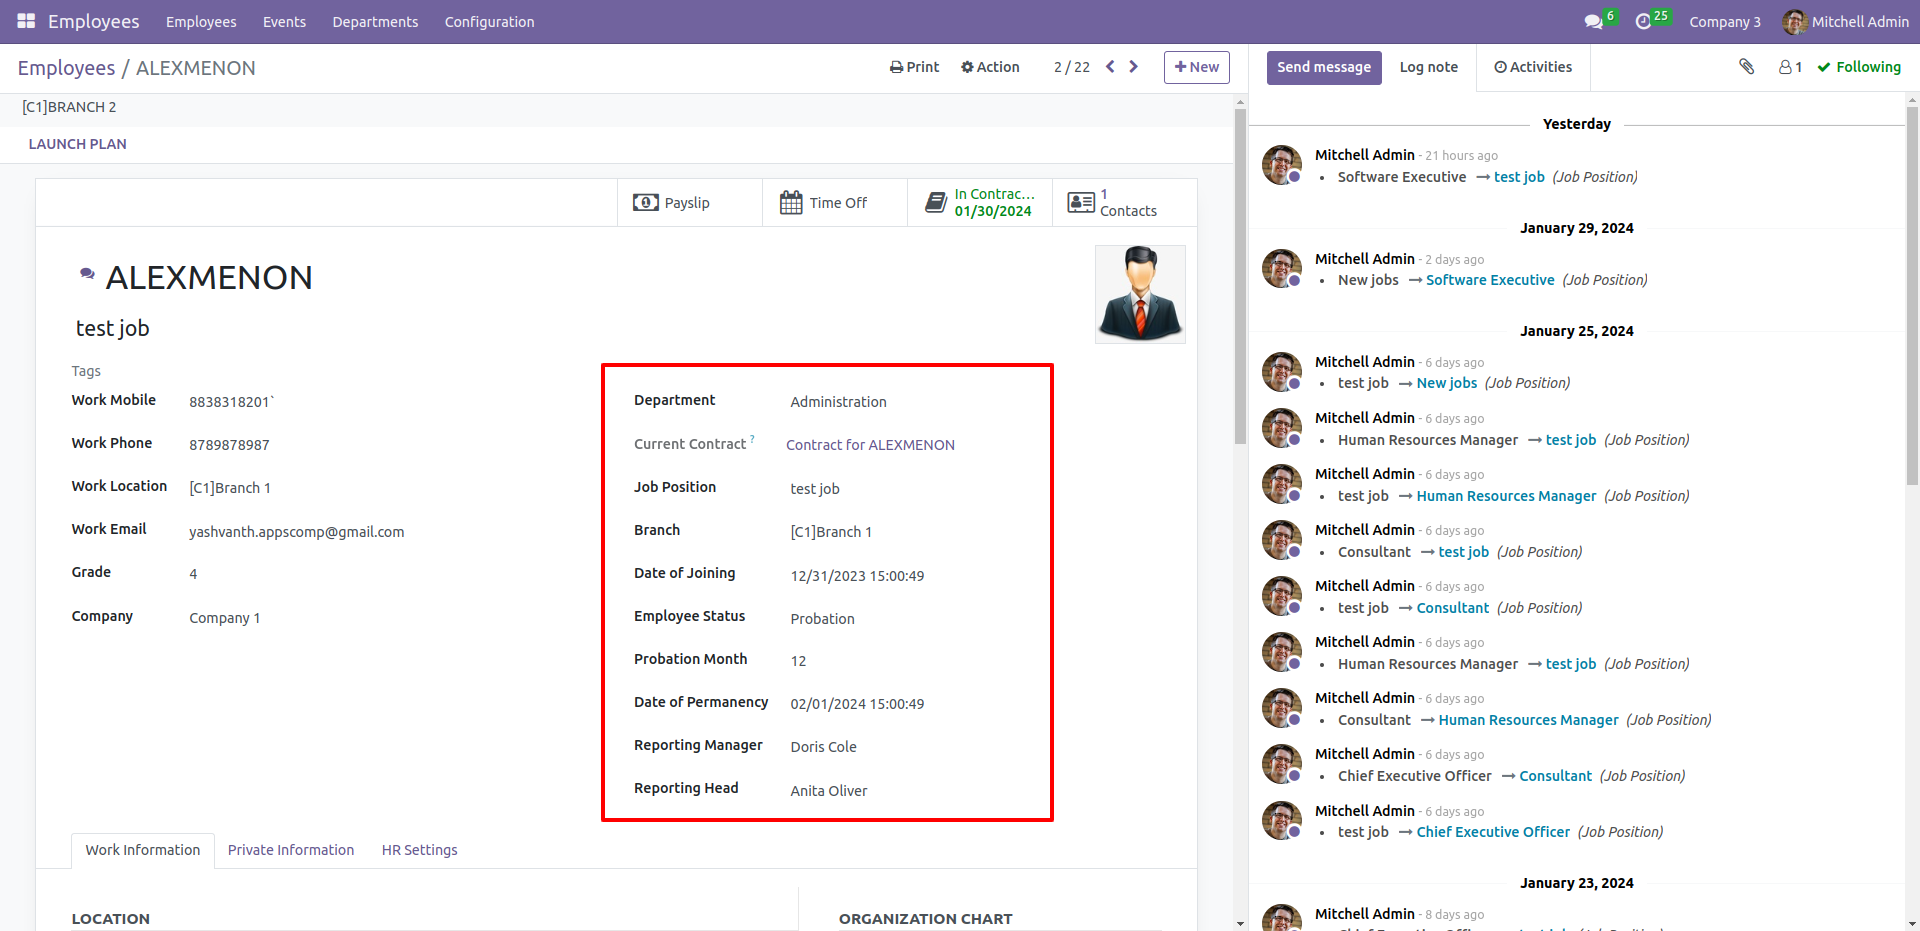 Employees Employees Events Departments Configuration 6 25 Company 3 Mitchell Admin
Employees / ALEXMENON Print Action 2 / 22 New
[C1]BRANCH 2
LAUNCH PLAN
Payslip
Time Off
In Contrac...
01/30/2024
1
Contacts
ALEXMENON
test job
Tags
Work Mobile 8838318201`
Work Phone 8789878987
Work Location [C1]Branch 1
Work Email yashvanth.appscomp@gmail.com
Grade 4
Company Company 1
Department Administration
Current Contract ? Contract for ALEXMENON
Job Position test job
Branch [C1]Branch 1
Date of Joining 12/31/2023 15:00:49
Employee Status Probation
Probation Month 12
Date of Permanency 02/01/2024 15:00:49
Reporting Manager Doris Cole
Reporting Head Anita Oliver
Work Information Private Information HR Settings
LOCATION
ORGANIZATION CHART
Send message Log note Activities 1 Following
Yesterday
Mitchell Admin - 21 hours ago
• Software Executive → test job (Job Position)
January 29, 2024
Mitchell Admin - 2 days ago
• New jobs → Software Executive (Job Position)
January 25, 2024
Mitchell Admin - 6 days ago
• test job → New jobs (Job Position)
Mitchell Admin - 6 days ago
• Human Resources Manager → test job (Job Position)
Mitchell Admin - 6 days ago
• test job → Human Resources Manager (Job Position)
Mitchell Admin - 6 days ago
• Consultant → test job (Job Position)
Mitchell Admin - 6 days ago
• test job → Consultant (Job Position)
Mitchell Admin - 6 days ago
• Human Resources Manager → test job (Job Position)
Mitchell Admin - 6 days ago
• Consultant → Human Resources Manager (Job Position)
Mitchell Admin - 6 days ago
• Chief Executive Officer → Consultant (Job Position)
Mitchell Admin - 6 days ago
• test job → Chief Executive Officer (Job Position)
January 23, 2024
Mitchell Admin - 8 days ago